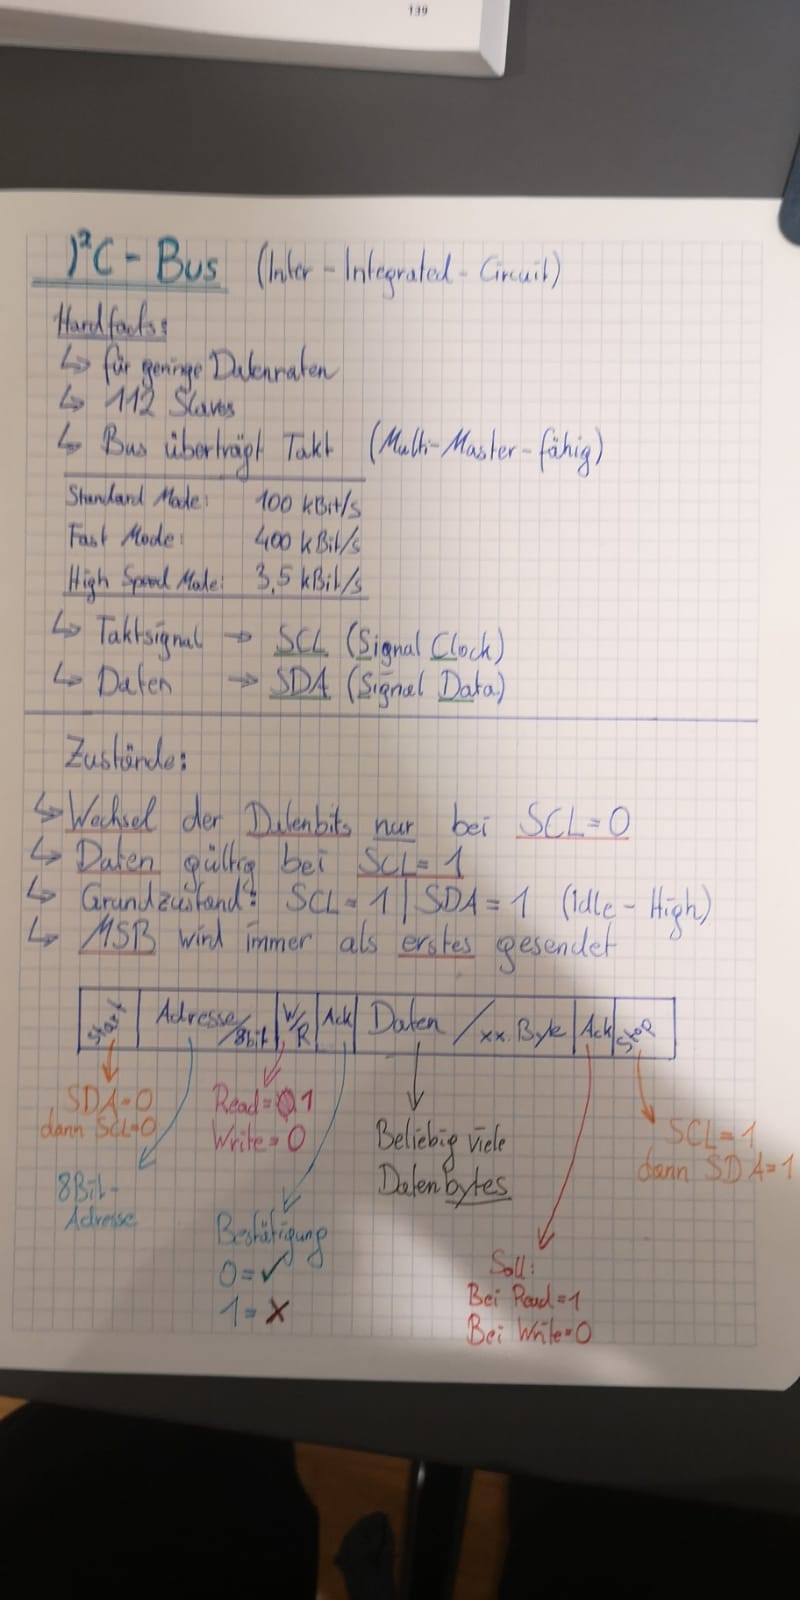 139
I²C - Bus (Inter - Integrated - Circuit)
Hardfacts:
↳ für geringe Datenraten
↳ 112 Slaves
↳ Bus überträgt Takt (Multi-Master-fähig)
Standard Mode: 100 kBit/s
Fast Mode: 400 kBit/s
High Speed Mode: 3,5 kBit/s
↳ Taktsignal → SCL (Signal Clock)
↳ Daten → SDA (Signal Data)
Zustände:
↳ Wechsel der Datenbits nur bei SCL=0
↳ Daten gültig bei SCL=1
↳ Grundzustand: SCL=1 | SDA=1 (idle - High)
↳ MSB wird immer als erstes gesendet
Start Adresse/8bit W/R Ack Daten /xx. Byte Ack Stop
SDA=0
dann SCL=0
8Bit-
Adresse
Read=1
Write=0
Bestätigung
0=✓
1=X
Beliebig viele
Datenbytes
Soll:
Bei Read=1
Bei Write=0
SCL=1
dann SDA=1